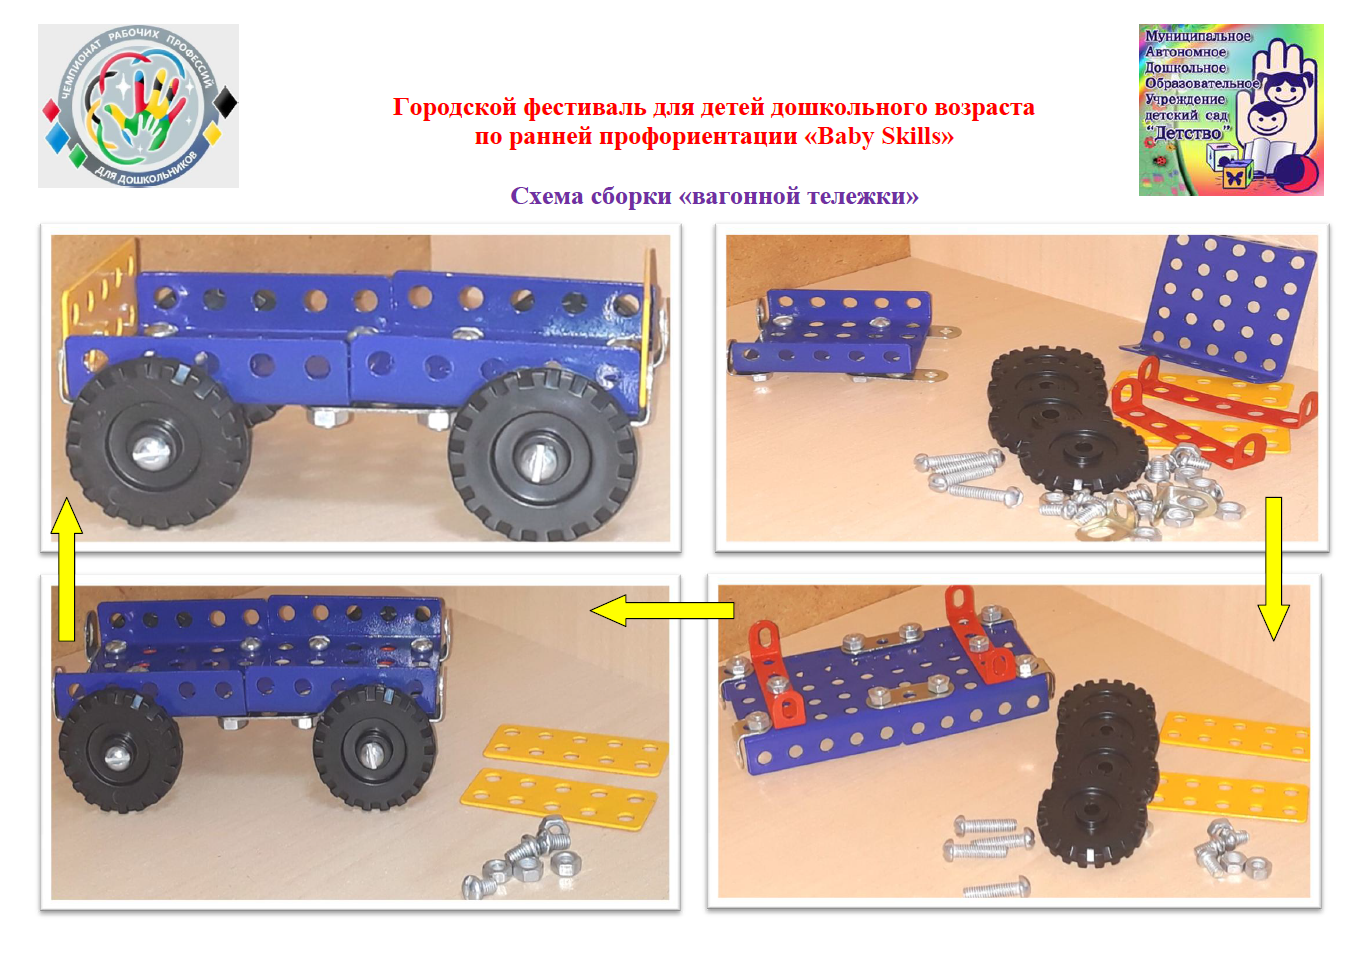 ЧЕМПИОНАТ РАБОЧИХ ПРОФЕССИЙ
ДЛЯ ДОШКОЛЬНИКОВ
Городской фестиваль для детей дошкольного возраста
по ранней профориентации «Baby Skills»
Схема сборки «вагонной тележки»
Муниципальное
Автономное
Дошкольное
Образовательное
Учреждение
детский сад
"Детство"